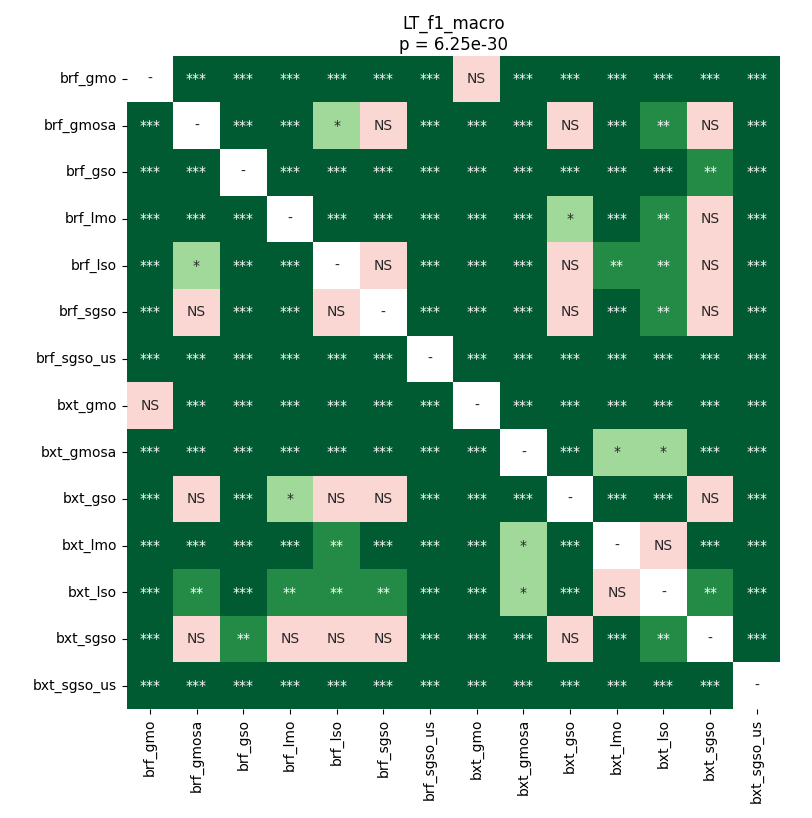 LT_f1_macro
p = 6.25e-30
brf_gmo - *** *** *** *** *** *** NS *** *** *** *** *** ***
brf_gmosa *** - *** *** * NS *** *** *** NS *** ** NS ***
brf_gso *** *** - *** *** *** *** *** *** *** *** *** ** ***
brf_lmo *** *** *** - *** *** *** *** *** * *** ** NS ***
brf_lso *** * *** *** - NS *** *** *** NS ** ** NS ***
brf_sgso *** NS *** *** NS - *** *** *** NS *** ** NS ***
brf_sgso_us *** *** *** *** *** *** - *** *** *** *** *** *** ***
bxt_gmo NS *** *** *** *** *** *** - *** *** *** *** *** ***
bxt_gmosa *** *** *** *** *** *** *** *** - *** * * *** ***
bxt_gso *** NS *** * NS NS *** *** *** - *** *** NS ***
bxt_lmo *** *** *** *** ** *** *** *** * *** - NS *** ***
bxt_lso *** ** *** ** ** ** *** *** * *** NS - ** ***
bxt_sgso *** NS ** NS NS NS *** *** *** NS *** ** - ***
bxt_sgso_us *** *** *** *** *** *** *** *** *** *** *** *** *** -
brf_gmo brf_gmosa brf_gso brf_lmo brf_lso brf_sgso brf_sgso_us bxt_gmo bxt_gmosa bxt_gso bxt_lmo bxt_lso bxt_sgso bxt_sgso_us